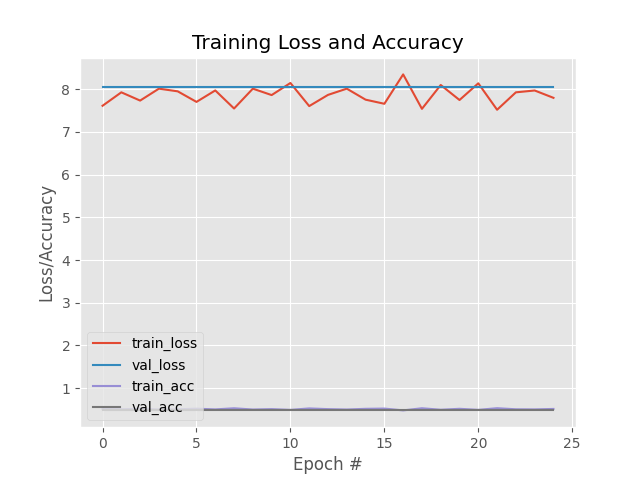 Training Loss and Accuracy
8
7
6
5
4
3
2
1
Loss/Accuracy
train_loss
val_loss
train_acc
val_acc
0 5 10 15 20 25
Epoch #